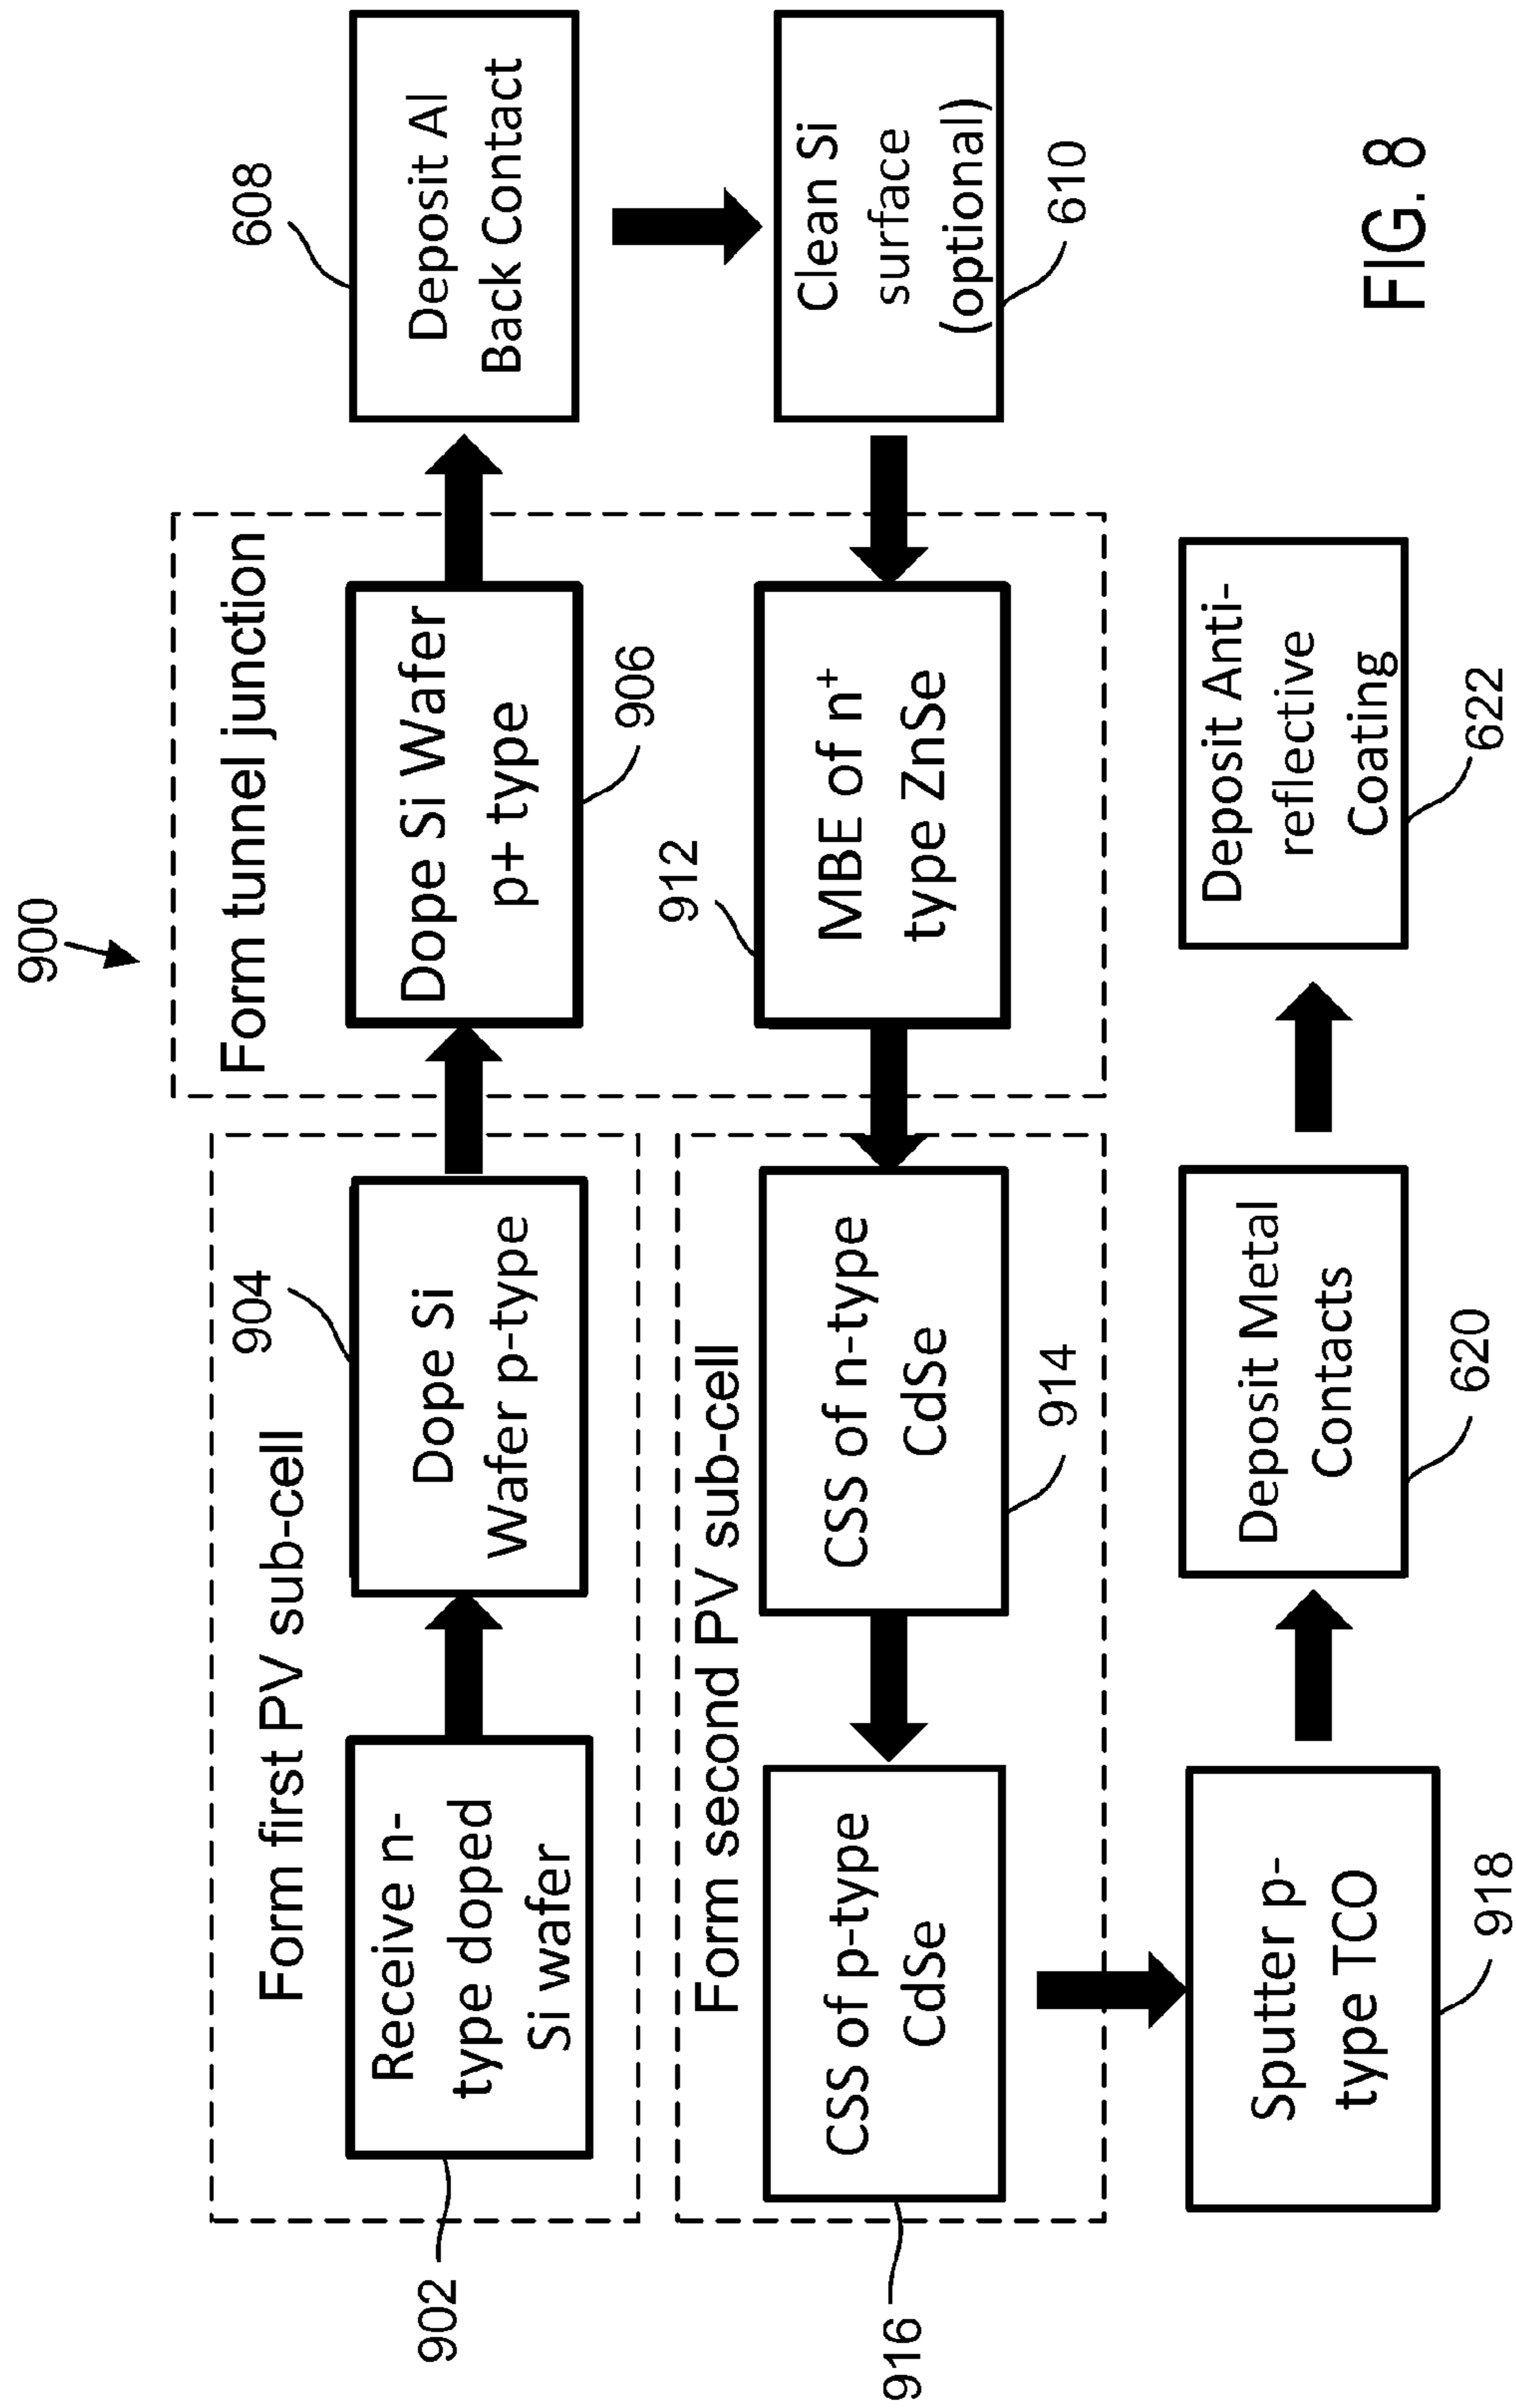 900
Form first PV sub-cell
902
Receive n-
type doped
Si wafer
904
Dope Si
Wafer p-type
Form tunnel junction
Dope Si Wafer
p+ type
906
608
Deposit Al
Back Contact
Clean Si
surface
(optional)
610
912
MBE of n+
type ZnSe
Form second PV sub-cell
CSS of n-type
CdSe
914
CSS of p-type
CdSe
916
Sputter p-
type TCO
918
Deposit Metal
Contacts
620
Deposit Anti-
reflective
Coating
622
FIG. 8